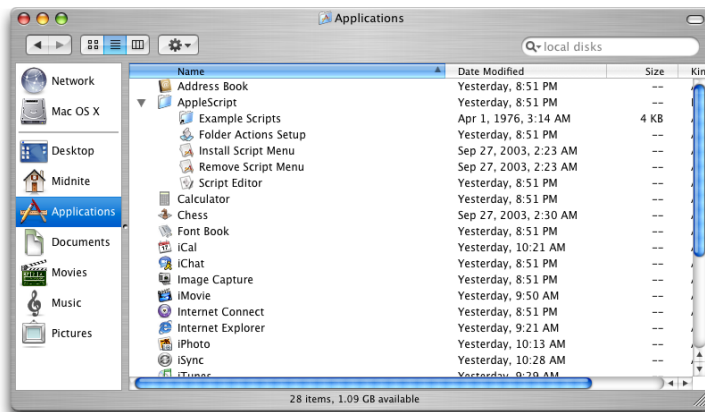 Applications
local disks
Name Date Modified Size Kin
Network
Mac OS X
Desktop
Midnite
Applications
Documents
Movies
Music
Pictures
Address Book Yesterday, 8:51 PM --
AppleScript Yesterday, 8:51 PM --
Example Scripts Apr 1, 1976, 3:14 AM 4 KB
Folder Actions Setup Yesterday, 8:51 PM --
Install Script Menu Sep 27, 2003, 2:23 AM --
Remove Script Menu Sep 27, 2003, 2:23 AM --
Script Editor Yesterday, 8:51 PM --
Calculator Yesterday, 8:51 PM --
Chess Sep 27, 2003, 2:30 AM --
Font Book Yesterday, 8:51 PM --
iCal Yesterday, 10:21 AM --
iChat Yesterday, 8:51 PM --
Image Capture Yesterday, 8:51 PM --
iMovie Yesterday, 9:50 AM --
Internet Connect Yesterday, 8:51 PM --
Internet Explorer Yesterday, 9:21 AM --
iPhoto Yesterday, 10:13 AM --
iSync Yesterday, 10:28 AM --
iTunes Yesterday, 9:29 AM --
28 items, 1.09 GB available